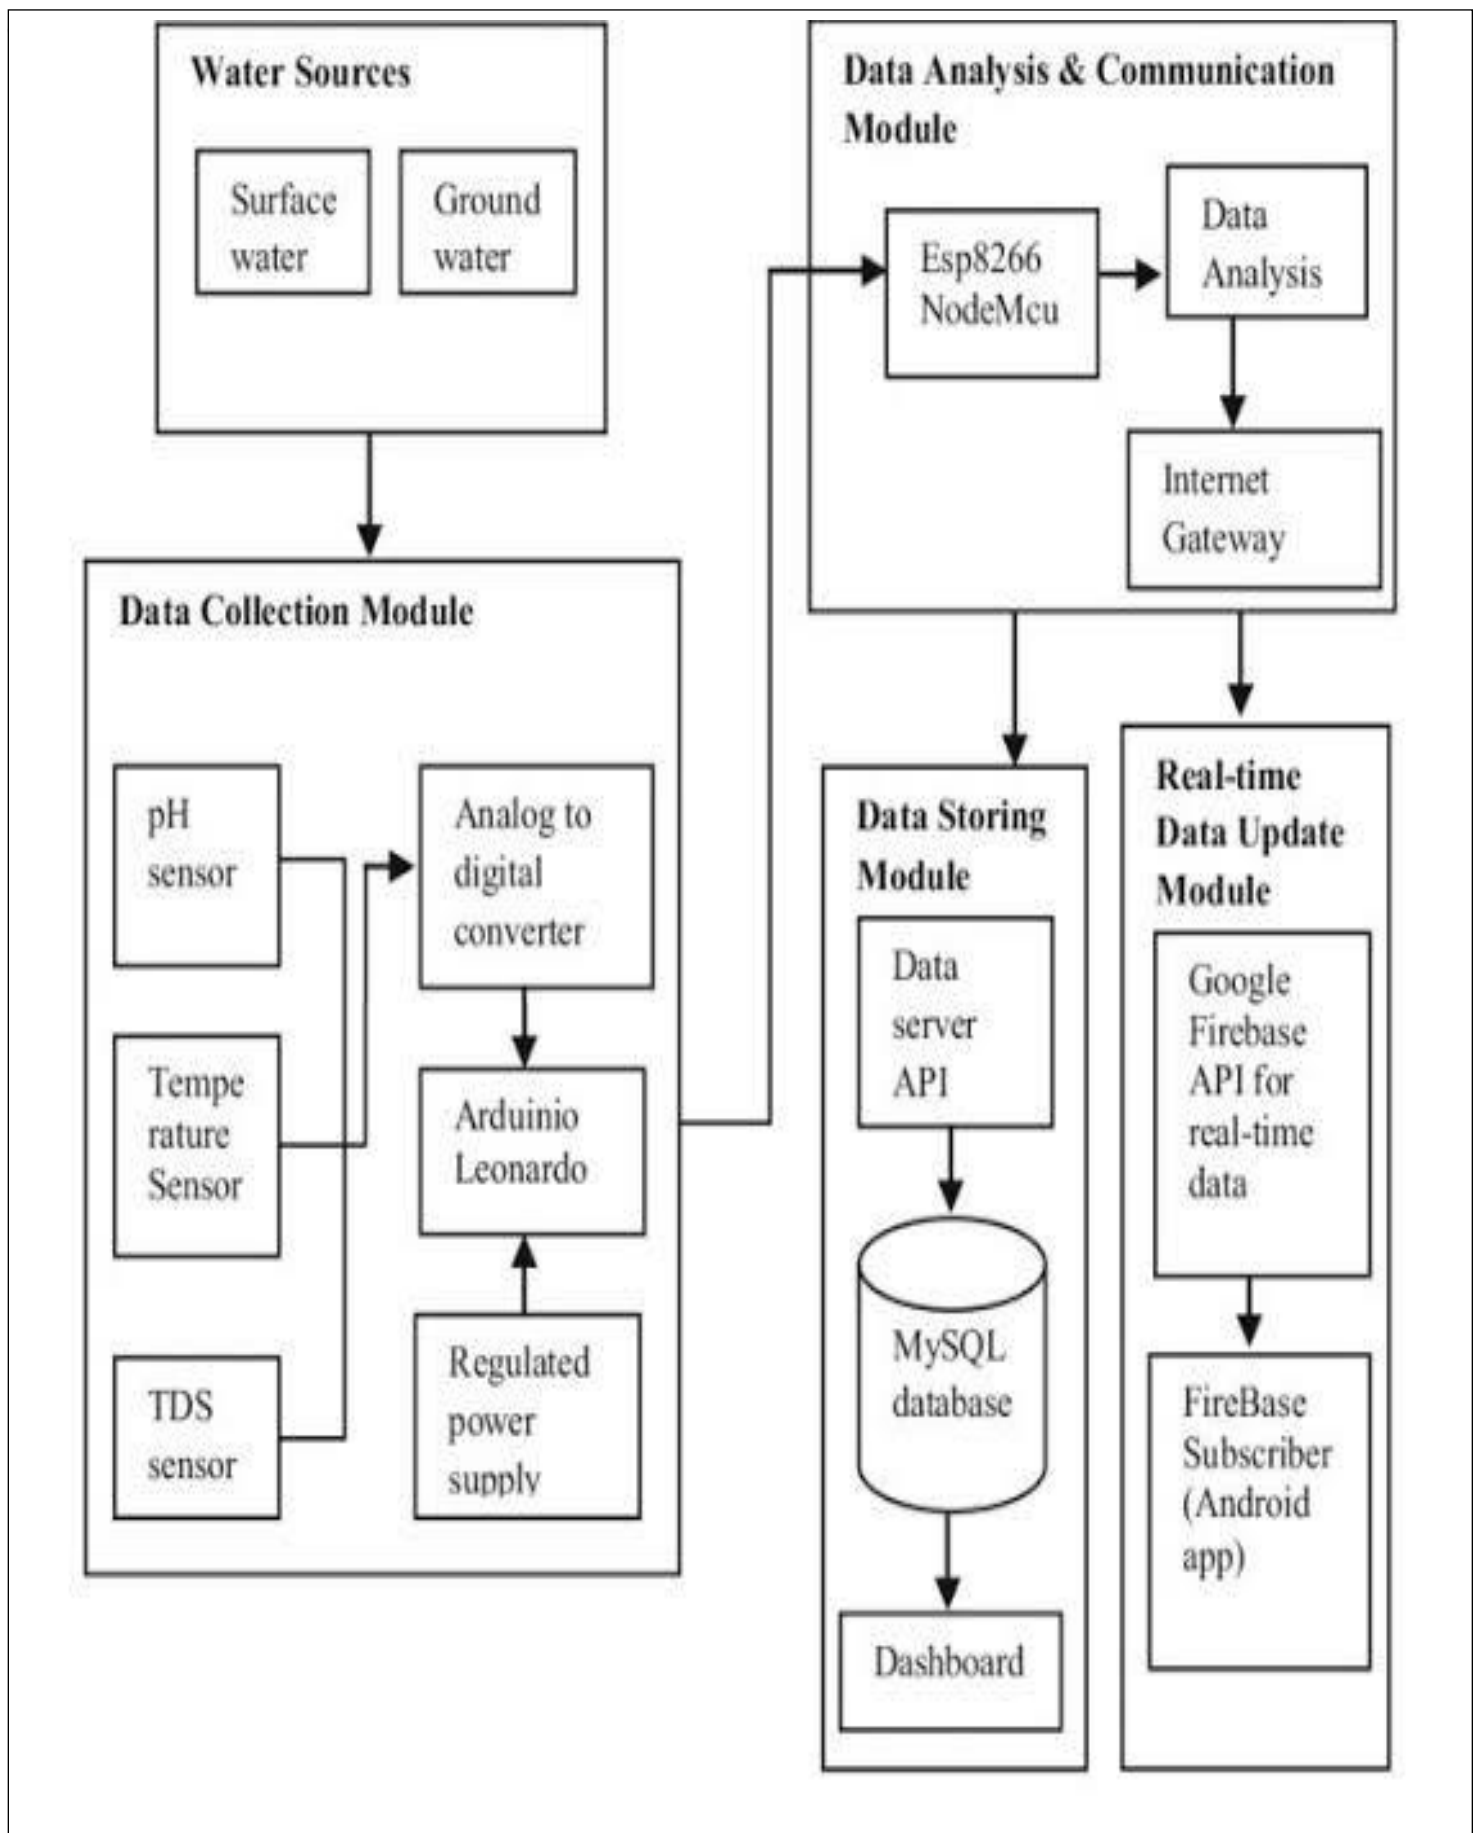 Water Sources
Surface
water
Ground
water
Data Collection Module
pH
sensor
Tempe
rature
Sensor
TDS
sensor
Analog to
digital
converter
Arduinio
Leonardo
Regulated
power
supply
Data Analysis & Communication
Module
Esp8266
NodeMcu
Data
Analysis
Internet
Gateway
Data Storing
Module
Data
server
API
MySQL
database
Dashboard
Real-time
Data Update
Module
Google
Firebase
API for
real-time
data
FireBase
Subscriber
(Android
app)